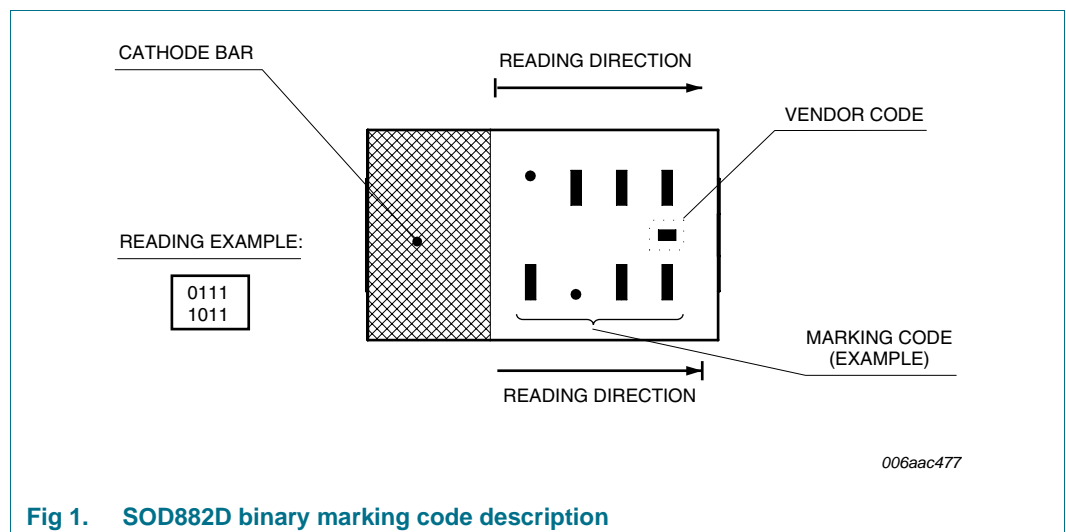 CATHODE BAR
READING DIRECTION
VENDOR CODE
READING EXAMPLE:
0111
1011
MARKING CODE
(EXAMPLE)
READING DIRECTION
006aac477
Fig 1. SOD882D binary marking code description